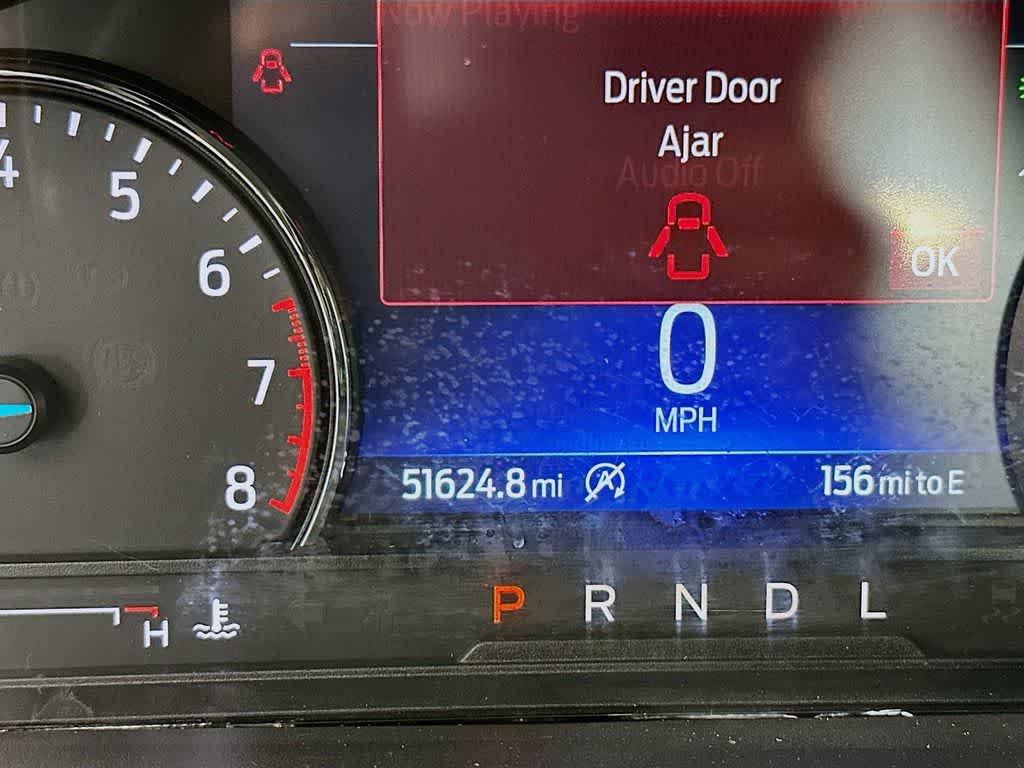 Now Playing
Driver Door
Ajar
Audio Off
OK
4
5
6
7
8
0
MPH
51624.8 mi
A
156 mi to E
H
P R N D L